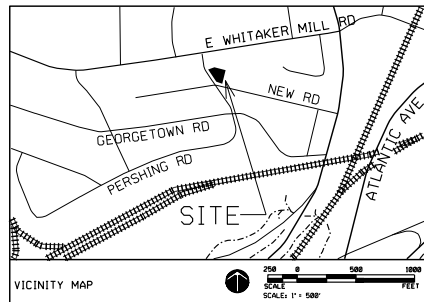 E WHITAKER MILL RD
NEW RD
ATLANTIC AVE
GEORGETOWN RD
PERSHING RD
SITE
VICINITY MAP
250 0 500 1000
SCALE FEET
SCALE: 1" = 500'